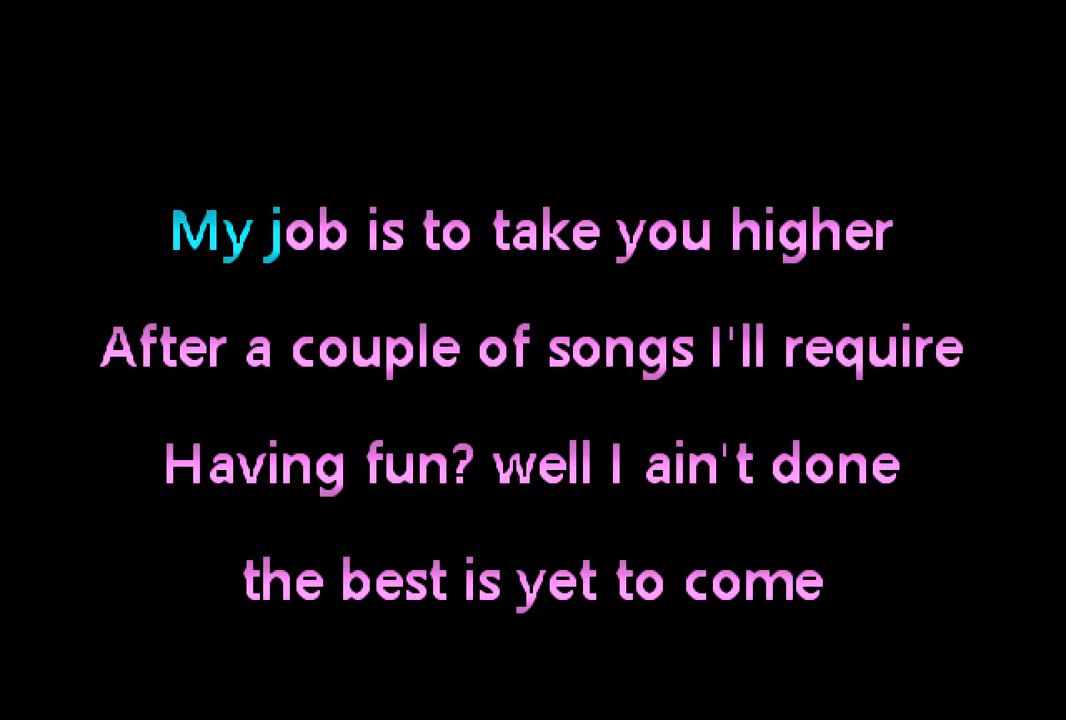 My job is to take you higher
After a couple of songs I'll require
Having fun? well I ain't done
the best is yet to come